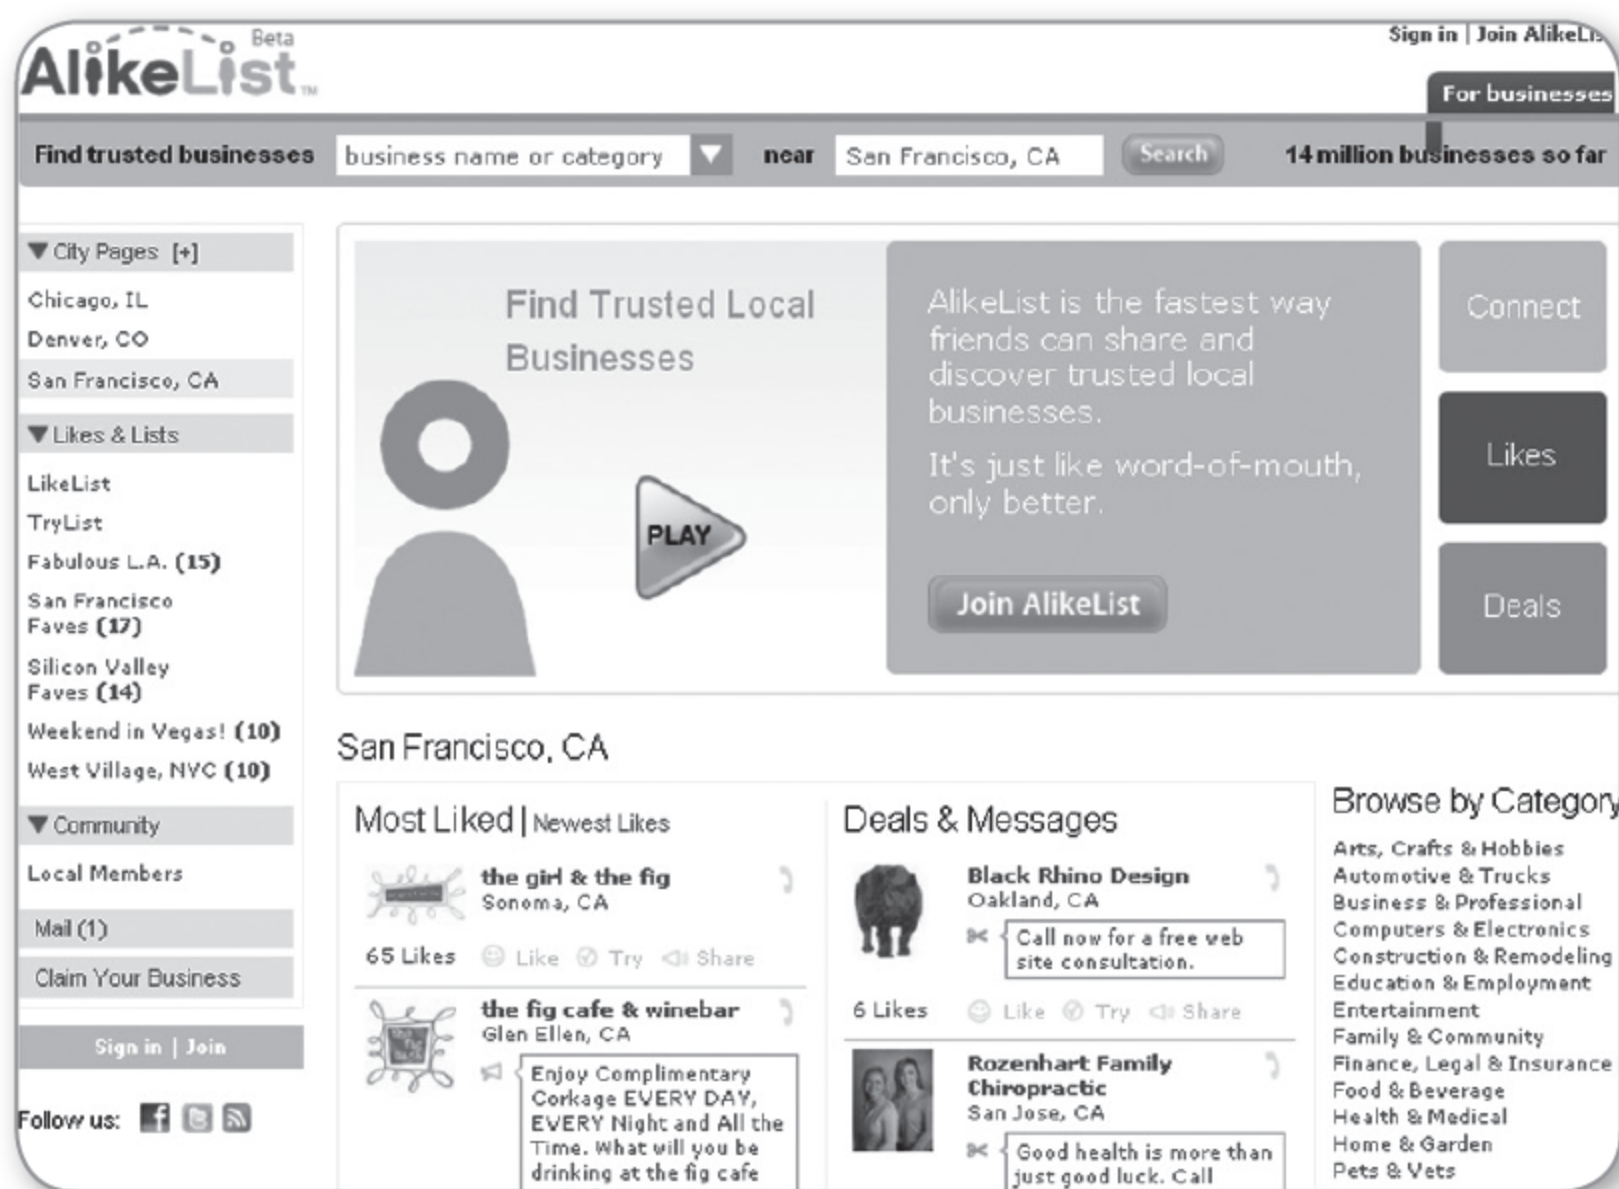 AlikeList™ Beta
Sign in | Join AlikeLis
For businesses
Find trusted businesses
business name or category
near
San Francisco, CA
Search
14 million businesses so far
▼ City Pages [+]
Chicago, IL
Denver, CO
San Francisco, CA
▼ Likes & Lists
LikeList
TryList
Fabulous L.A. (15)
San Francisco
Faves (17)
Silicon Valley
Faves (14)
Weekend in Vegas! (10)
West Village, NYC (10)
▼ Community
Local Members
Mail (1)
Claim Your Business
Sign in | Join
Follow us:
Find Trusted Local
Businesses
PLAY
AlikeList is the fastest way
friends can share and
discover trusted local
businesses.
It's just like word-of-mouth,
only better.
Join AlikeList
Connect
Likes
Deals
San Francisco, CA
Most Liked | Newest Likes
the girl & the fig
Sonoma, CA
65 Likes Like Try Share
the fig cafe & winebar
Glen Ellen, CA
Enjoy Complimentary
Corkage EVERY DAY,
EVERY Night and All the
Time. What will you be
drinking at the fig cafe
Deals & Messages
Black Rhino Design
Oakland, CA
Call now for a free web
site consultation.
6 Likes Like Try Share
Rozenhart Family
Chiropractic
San Jose, CA
Good health is more than
just good luck. Call
Browse by Category
Arts, Crafts & Hobbies
Automotive & Trucks
Business & Professional
Computers & Electronics
Construction & Remodeling
Education & Employment
Entertainment
Family & Community
Finance, Legal & Insurance
Food & Beverage
Health & Medical
Home & Garden
Pets & Vets